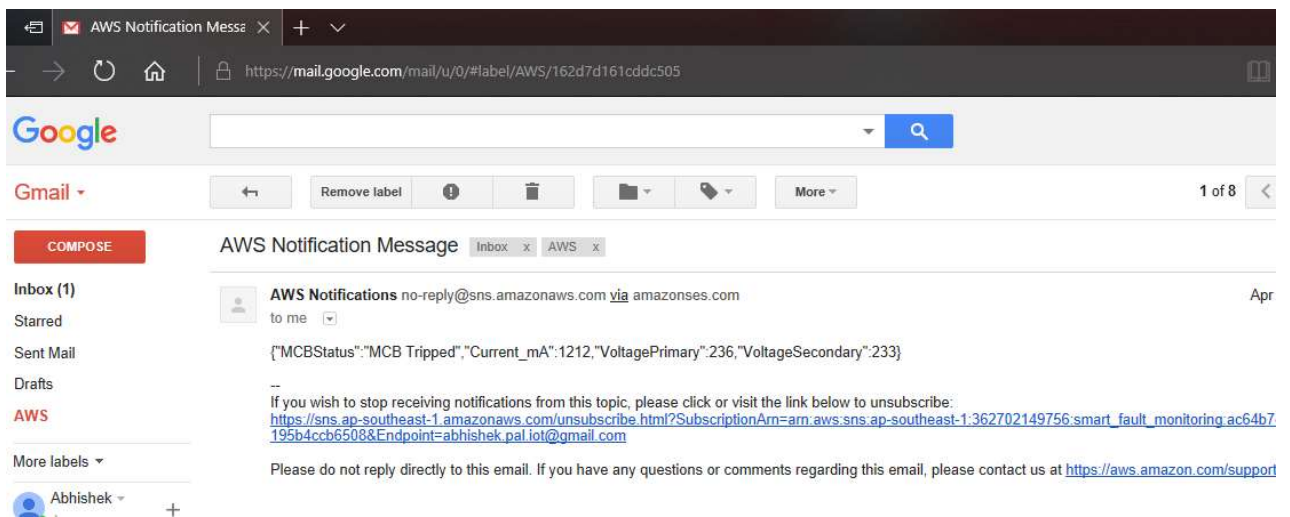 AWS Notification Messa
https://mail.google.com/mail/u/0/#label/AWS/162d7d161cddc505
Google
Gmail
Remove label
More
1 of 8
COMPOSE
AWS Notification Message Inbox x AWS x
Inbox (1)
Starred
Sent Mail
Drafts
AWS
More labels
Abhishek
AWS Notifications no-reply@sns.amazonaws.com via amazonses.com
Apr
to me
{"MCBStatus":"MCB Tripped","Current_mA":1212,"VoltagePrimary":236,"VoltageSecondary":233}
--
If you wish to stop receiving notifications from this topic, please click or visit the link below to unsubscribe:
https://sns.ap-southeast-1.amazonaws.com/unsubscribe.html?SubscriptionArn=arn:aws:sns:ap-southeast-1:362702149756:smart_fault_monitoring:ac64b7
195b4ccb6508&Endpoint=abhishek.pal.iot@gmail.com
Please do not reply directly to this email. If you have any questions or comments regarding this email, please contact us at https://aws.amazon.com/support